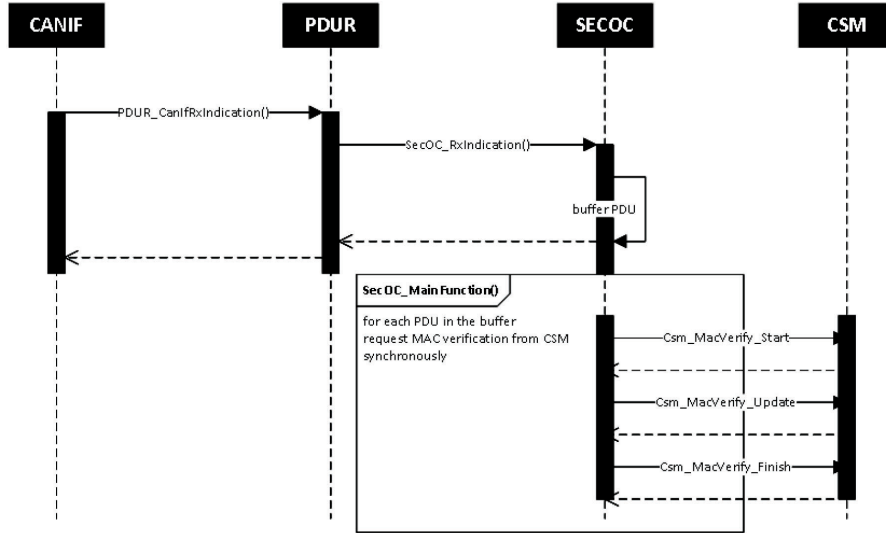 CANIF
PDUR
SECOC
CSM
PDUR_CanIfRxIndication()
SecOC_RxIndication()
buffer PDU
SecOC_MainFunction()
for each PDU in the buffer
request MAC verification from CSM
synchronously
Csm_MacVerify_Start
Csm_MacVerify_Update
Csm_MacVerify_Finish